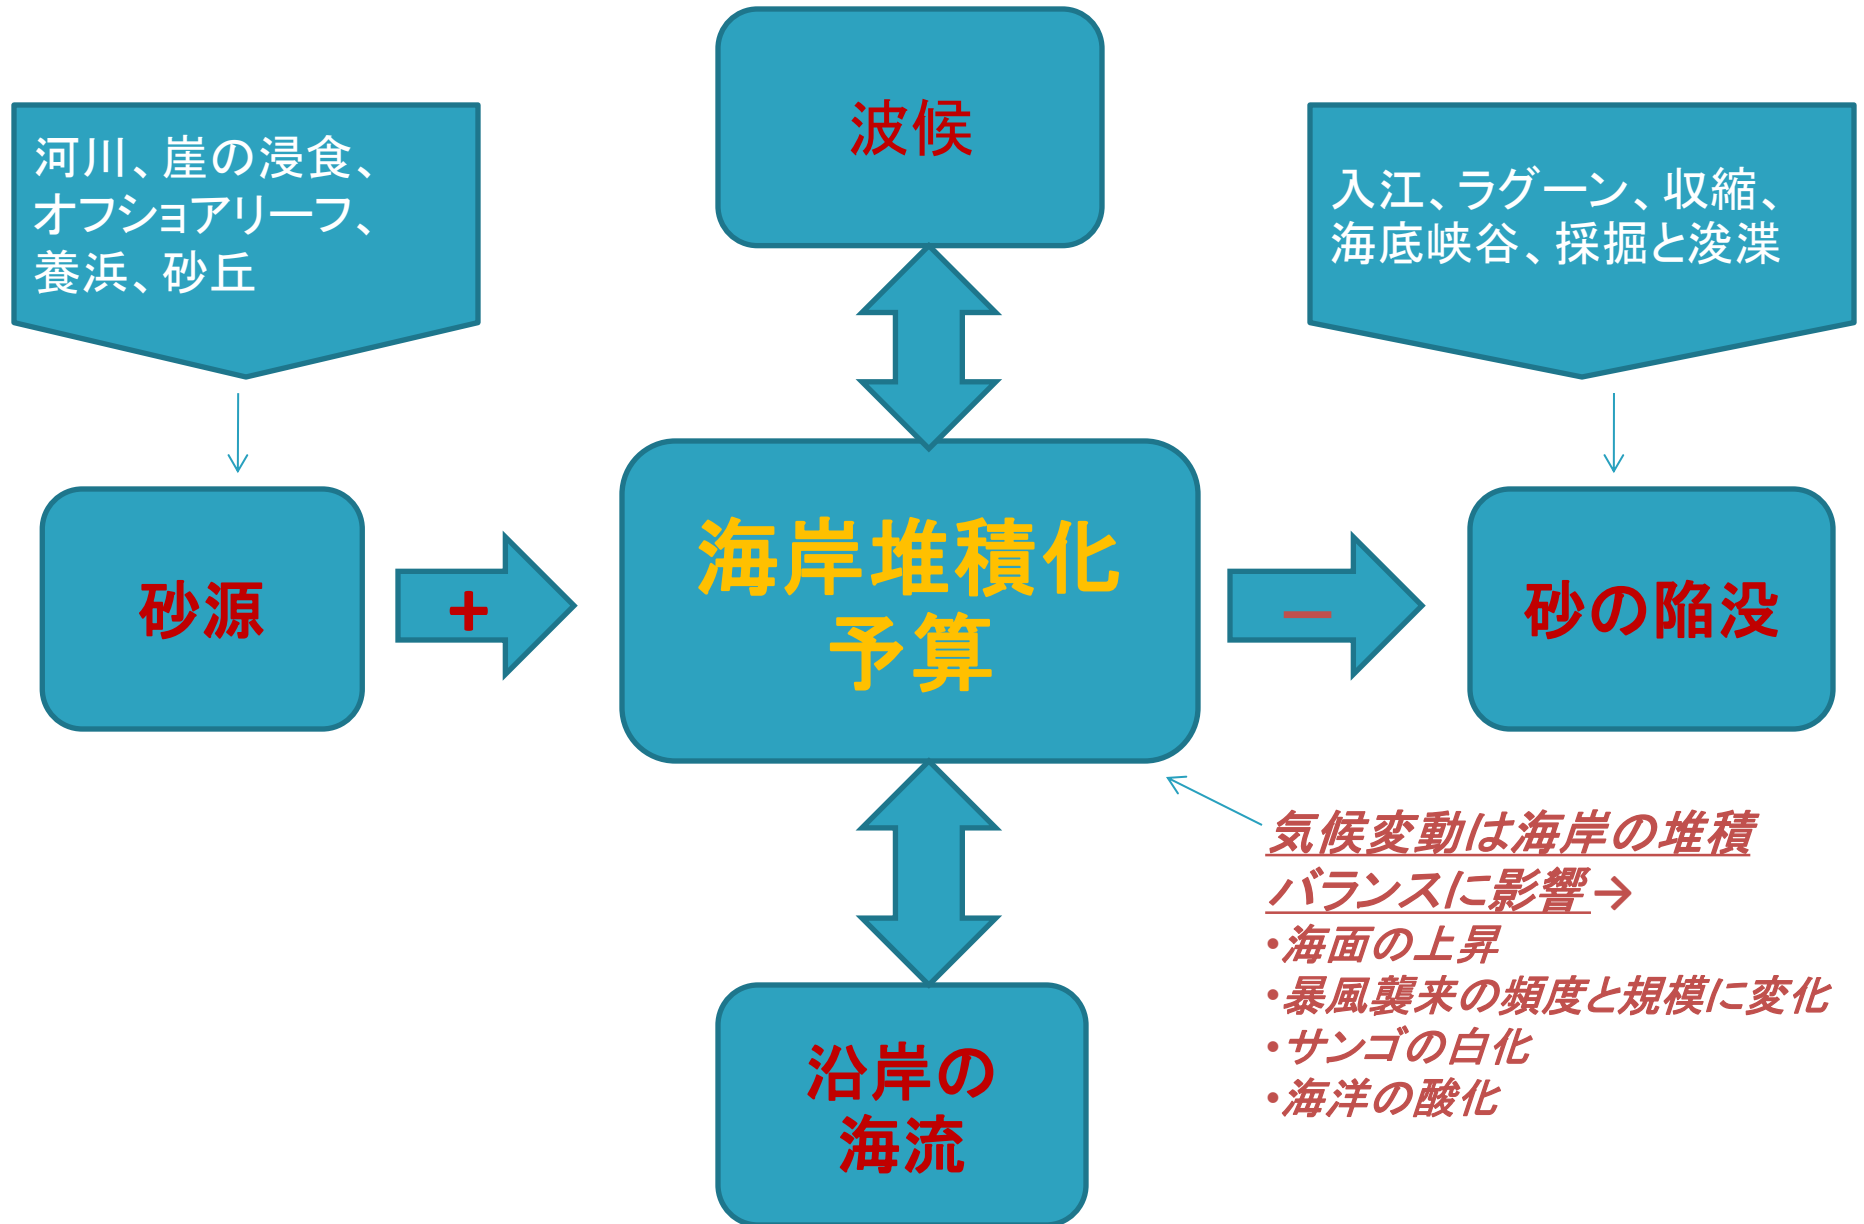 波候
河川、崖の浸食、
オフショアリーフ、
養浜、砂丘
入江、ラグーン、収縮、
海底峡谷、採掘と浚渫
砂源
+
海岸堆積化
予算
–
砂の陥没
沿岸の
海流
気候変動は海岸の堆積
バランスに影響→
•海面の上昇
•暴風襲来の頻度と規模に変化
•サンゴの白化
•海洋の酸化